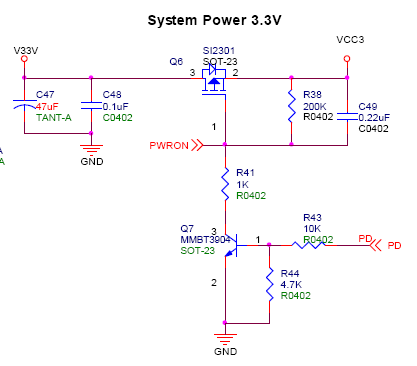 System Power 3.3V
V33V
SI2301
VCC3
Q6
SOT-23
3
2
C47
47uF
TANT-A
C48
0.1uF
C0402
R38
200K
R0402
C49
0.22uF
C0402
1
GND
PWRON
A
R41
1K
R0402
Q7
MMBT3904
SOT-23
3
1
R43
10K
R0402
PD
PD
2
R44
4.7K
R0402
GND